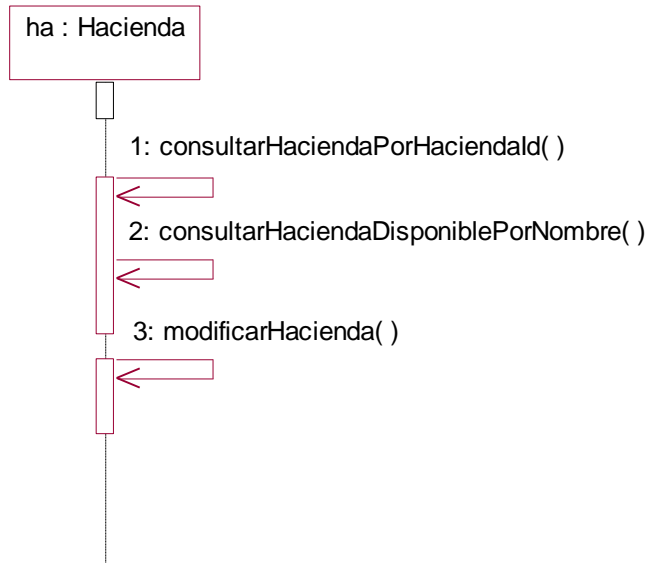 ha : Hacienda
1: consultarHaciendaPorHaciendaId( )
2: consultarHaciendaDisponiblePorNombre( )
3: modificarHacienda( )